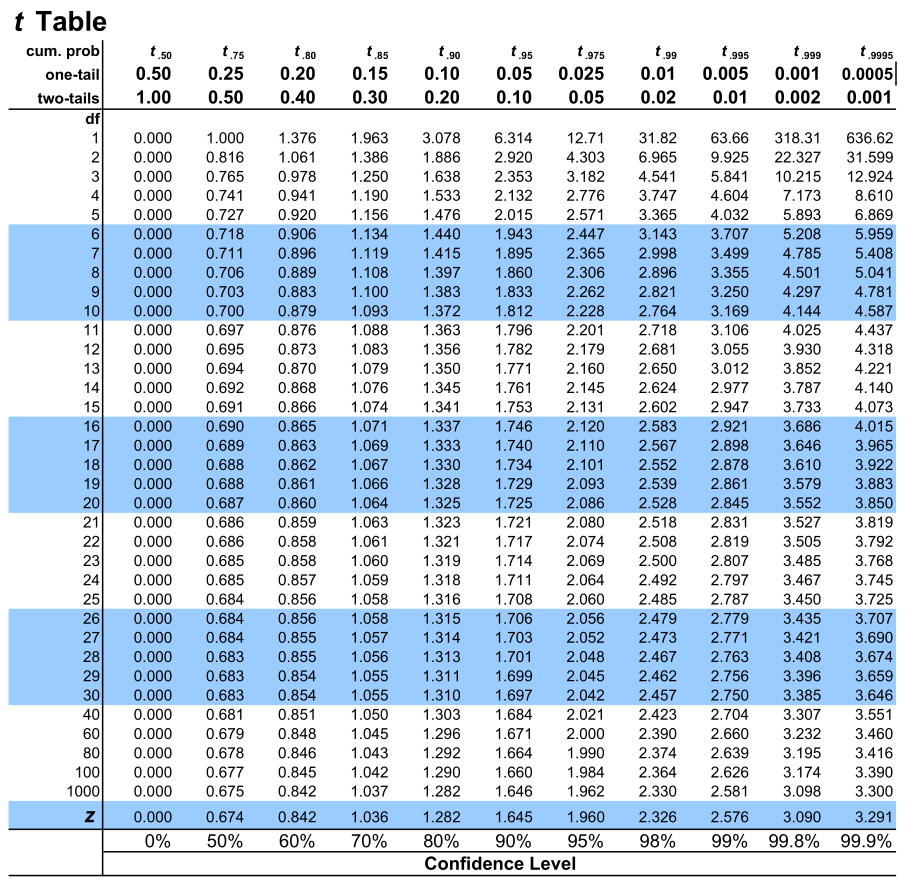 t Table
cum. prob t .50 t .75 t .80 t .85 t .90 t .95 t .975 t .99 t .995 t .999 t .9995
one-tail 0.50 0.25 0.20 0.15 0.10 0.05 0.025 0.01 0.005 0.001 0.0005
two-tails 1.00 0.50 0.40 0.30 0.20 0.10 0.05 0.02 0.01 0.002 0.001
df
1 0.000 1.000 1.376 1.963 3.078 6.314 12.71 31.82 63.66 318.31 636.62
2 0.000 0.816 1.061 1.386 1.886 2.920 4.303 6.965 9.925 22.327 31.599
3 0.000 0.765 0.978 1.250 1.638 2.353 3.182 4.541 5.841 10.215 12.924
4 0.000 0.741 0.941 1.190 1.533 2.132 2.776 3.747 4.604 7.173 8.610
5 0.000 0.727 0.920 1.156 1.476 2.015 2.571 3.365 4.032 5.893 6.869
6 0.000 0.718 0.906 1.134 1.440 1.943 2.447 3.143 3.707 5.208 5.959
7 0.000 0.711 0.896 1.119 1.415 1.895 2.365 2.998 3.499 4.785 5.408
8 0.000 0.706 0.889 1.108 1.397 1.860 2.306 2.896 3.355 4.501 5.041
9 0.000 0.703 0.883 1.100 1.383 1.833 2.262 2.821 3.250 4.297 4.781
10 0.000 0.700 0.879 1.093 1.372 1.812 2.228 2.764 3.169 4.144 4.587
11 0.000 0.697 0.876 1.088 1.363 1.796 2.201 2.718 3.106 4.025 4.437
12 0.000 0.695 0.873 1.083 1.356 1.782 2.179 2.681 3.055 3.930 4.318
13 0.000 0.694 0.870 1.079 1.350 1.771 2.160 2.650 3.012 3.852 4.221
14 0.000 0.692 0.868 1.076 1.345 1.761 2.145 2.624 2.977 3.787 4.140
15 0.000 0.691 0.866 1.074 1.341 1.753 2.131 2.602 2.947 3.733 4.073
16 0.000 0.690 0.865 1.071 1.337 1.746 2.120 2.583 2.921 3.686 4.015
17 0.000 0.689 0.863 1.069 1.333 1.740 2.110 2.567 2.898 3.646 3.965
18 0.000 0.688 0.862 1.067 1.330 1.734 2.101 2.552 2.878 3.610 3.922
19 0.000 0.688 0.861 1.066 1.328 1.729 2.093 2.539 2.861 3.579 3.883
20 0.000 0.687 0.860 1.064 1.325 1.725 2.086 2.528 2.845 3.552 3.850
21 0.000 0.686 0.859 1.063 1.323 1.721 2.080 2.518 2.831 3.527 3.819
22 0.000 0.686 0.858 1.061 1.321 1.717 2.074 2.508 2.819 3.505 3.792
23 0.000 0.685 0.858 1.060 1.319 1.714 2.069 2.500 2.807 3.485 3.768
24 0.000 0.685 0.857 1.059 1.318 1.711 2.064 2.492 2.797 3.467 3.745
25 0.000 0.684 0.856 1.058 1.316 1.708 2.060 2.485 2.787 3.450 3.725
26 0.000 0.684 0.856 1.058 1.315 1.706 2.056 2.479 2.779 3.435 3.707
27 0.000 0.684 0.855 1.057 1.314 1.703 2.052 2.473 2.771 3.421 3.690
28 0.000 0.683 0.855 1.056 1.313 1.701 2.048 2.467 2.763 3.408 3.674
29 0.000 0.683 0.854 1.055 1.311 1.699 2.045 2.462 2.756 3.396 3.659
30 0.000 0.683 0.854 1.055 1.310 1.697 2.042 2.457 2.750 3.385 3.646
40 0.000 0.681 0.851 1.050 1.303 1.684 2.021 2.423 2.704 3.307 3.551
60 0.000 0.679 0.848 1.045 1.296 1.671 2.000 2.390 2.660 3.232 3.460
80 0.000 0.678 0.846 1.043 1.292 1.664 1.990 2.374 2.639 3.195 3.416
100 0.000 0.677 0.845 1.042 1.290 1.660 1.984 2.364 2.626 3.174 3.390
1000 0.000 0.675 0.842 1.037 1.282 1.646 1.962 2.330 2.581 3.098 3.300
z 0.000 0.674 0.842 1.036 1.282 1.645 1.960 2.326 2.576 3.090 3.291
0% 50% 60% 70% 80% 90% 95% 98% 99% 99.8% 99.9%
Confidence Level